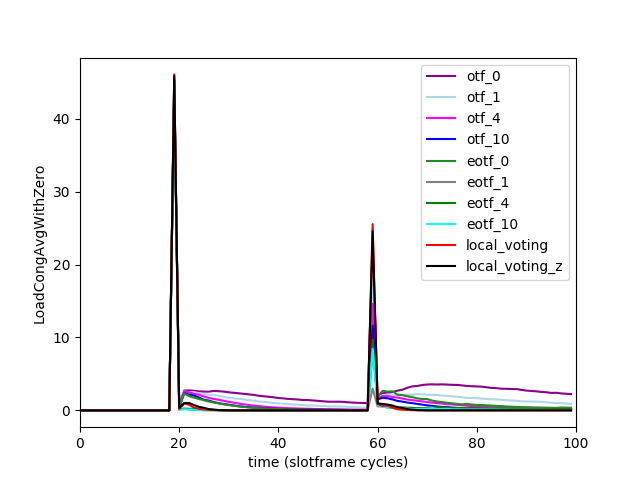 LoadCongAvgWithZero
40
30
20
10
0
0 20 40 60 80 100
time (slotframe cycles)
otf_0
otf_1
otf_4
otf_10
eotf_0
eotf_1
eotf_4
eotf_10
local_voting
local_voting_z